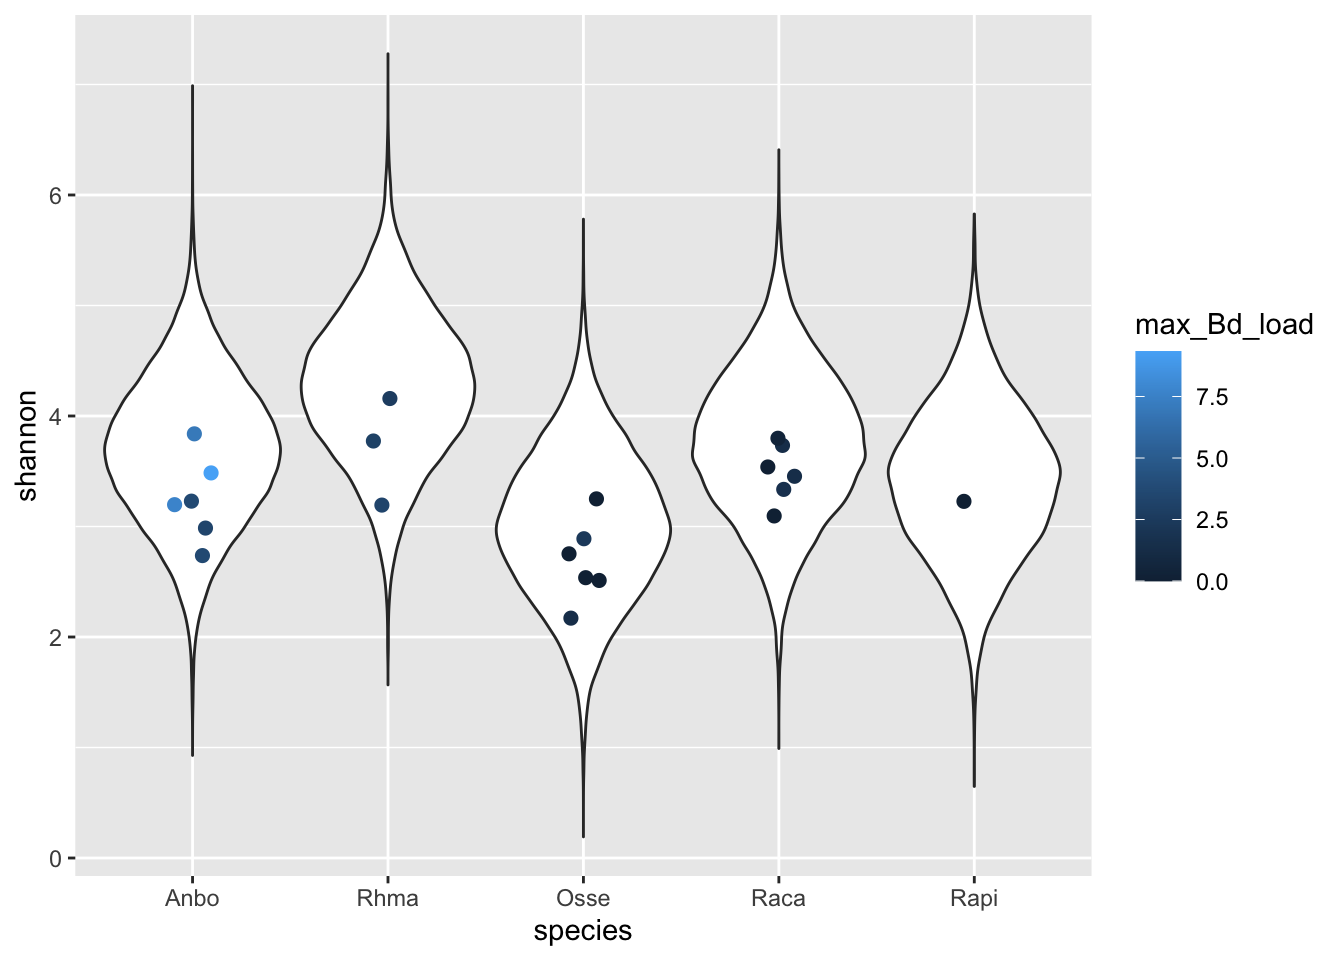 shannon
6
4
2
0
Anbo
Rhma
Osse
Raca
Rapi
species
max_Bd_load
7.5
5.0
2.5
0.0